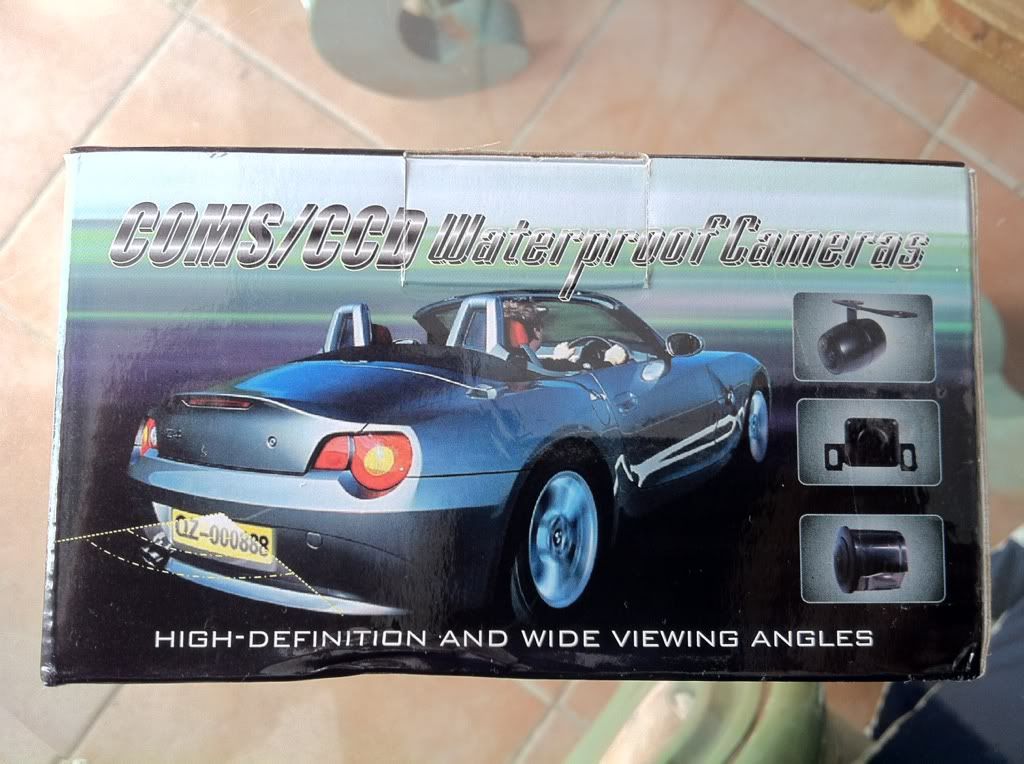 COMS/CCD Waterproof Cameras
QZ-000888
HIGH-DEFINITION AND WIDE VIEWING ANGLES